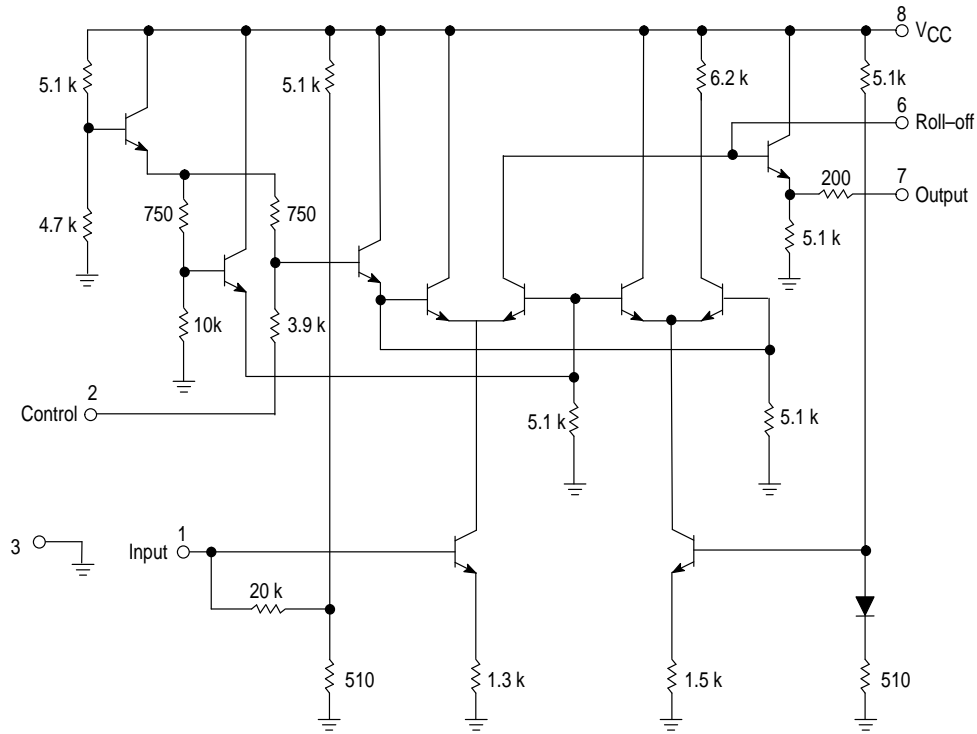 8
VCC
5.1 k
5.1 k
6.2 k
5.1k
6
Roll–off
7
200
Output
4.7 k
750
750
5.1 k
10k
3.9 k
2
Control
5.1 k
5.1 k
3
1
Input
20 k
510
1.3 k
1.5 k
510